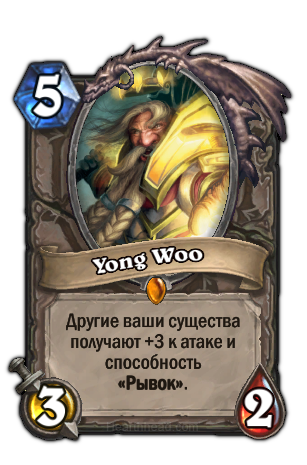 5
Yong Woo
Другие ваши существа
получают +3 к атаке и
способность
«Рывок».
3
2